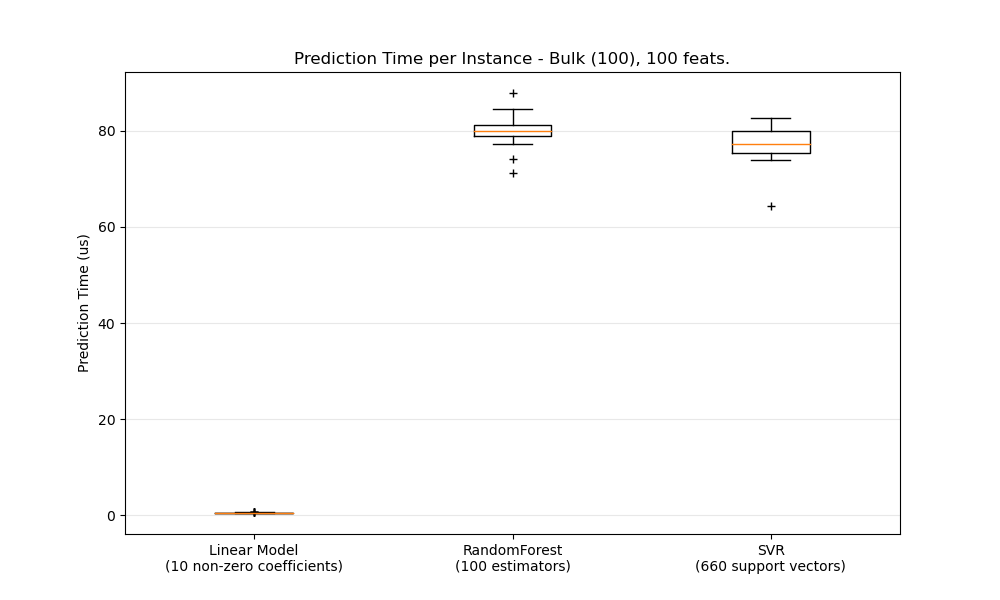 Prediction Time per Instance - Bulk (100), 100 feats.
Prediction Time (us)
80
60
40
20
0
Linear Model
(10 non-zero coefficients)
RandomForest
(100 estimators)
SVR
(660 support vectors)